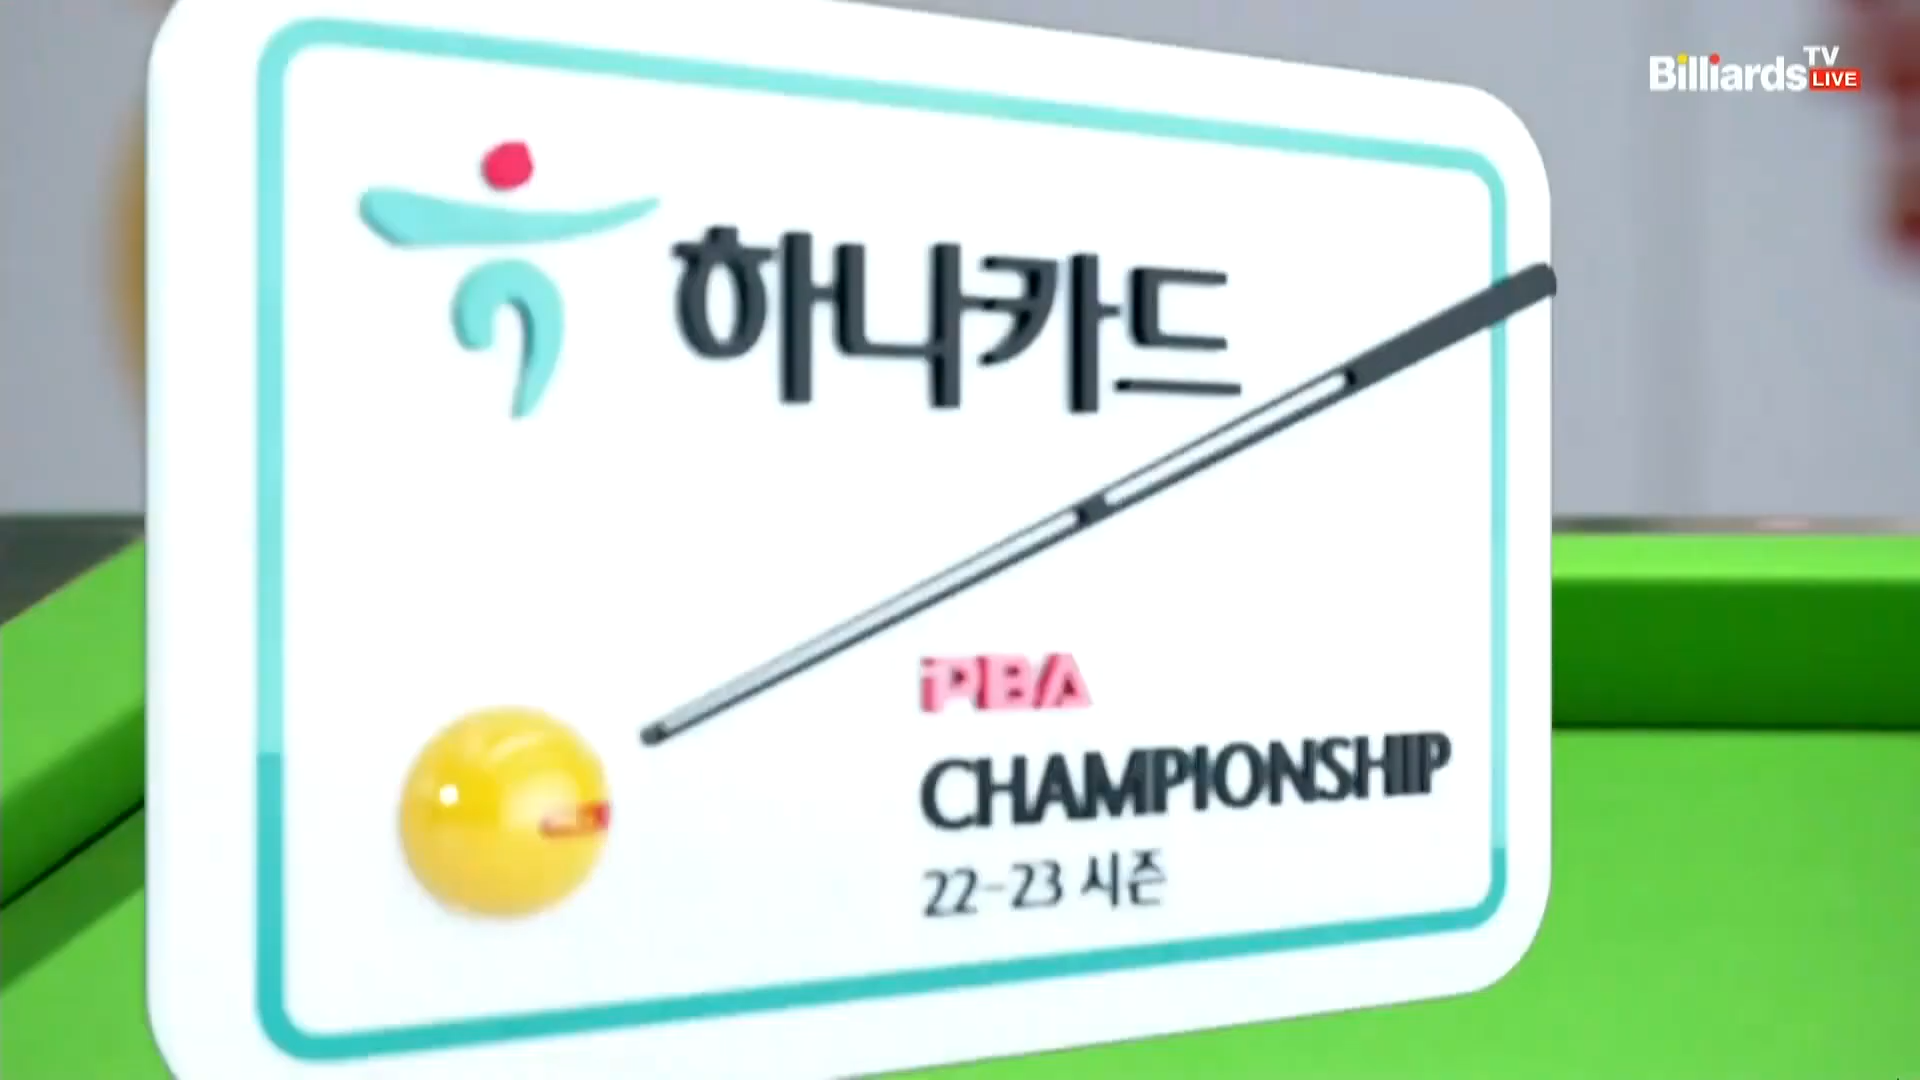 Billiards TV
LIVE
하나카드
PBA
CHAMPIONSHIP
22-23 시즌